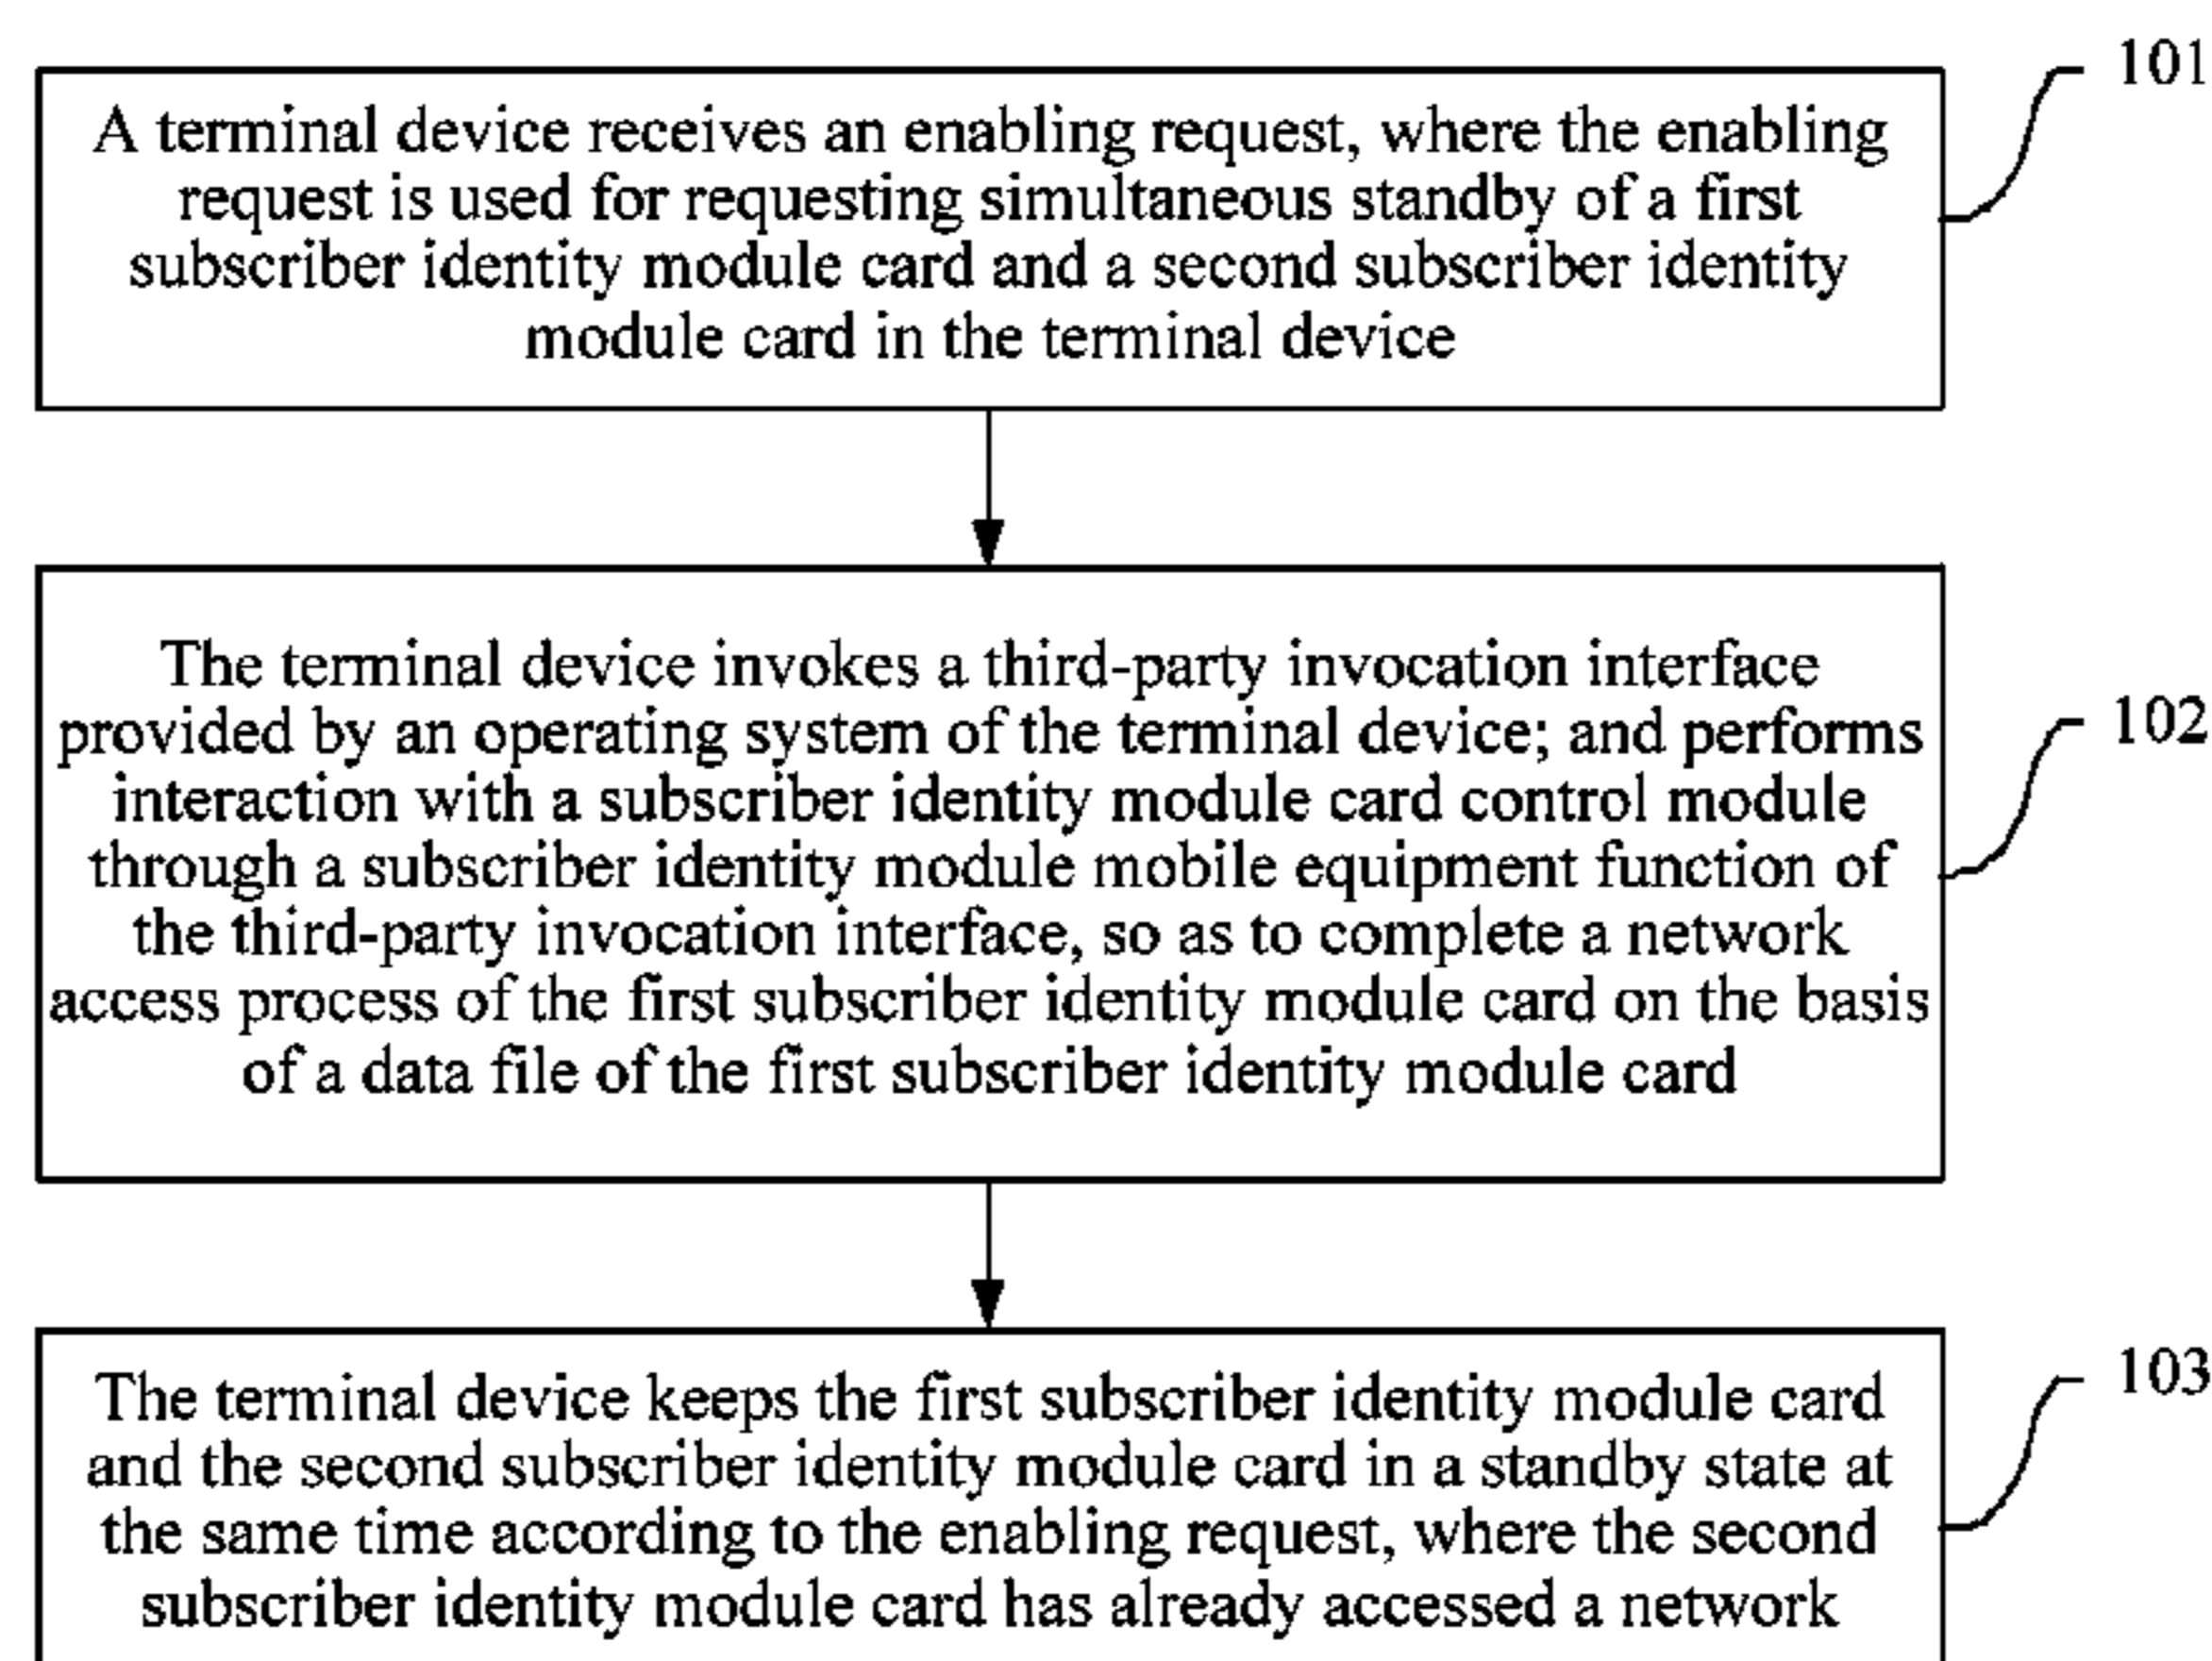 101
A terminal device receives an enabling request, where the enabling
request is used for requesting simultaneous standby of a first
subscriber identity module card and a second subscriber identity
module card in the terminal device
The terminal device invokes a third-party invocation interface
provided by an operating system of the terminal device; and performs
interaction with a subscriber identity module card control module
through a subscriber identity module mobile equipment function of
the third-party invocation interface, so as to complete a network
access process of the first subscriber identity module card on the basis
of a data file of the first subscriber identity module card
102
The terminal device keeps the first subscriber identity module card
and the second subscriber identity module card in a standby state at
the same time according to the enabling request, where the second
subscriber identity module card has already accessed a network
103